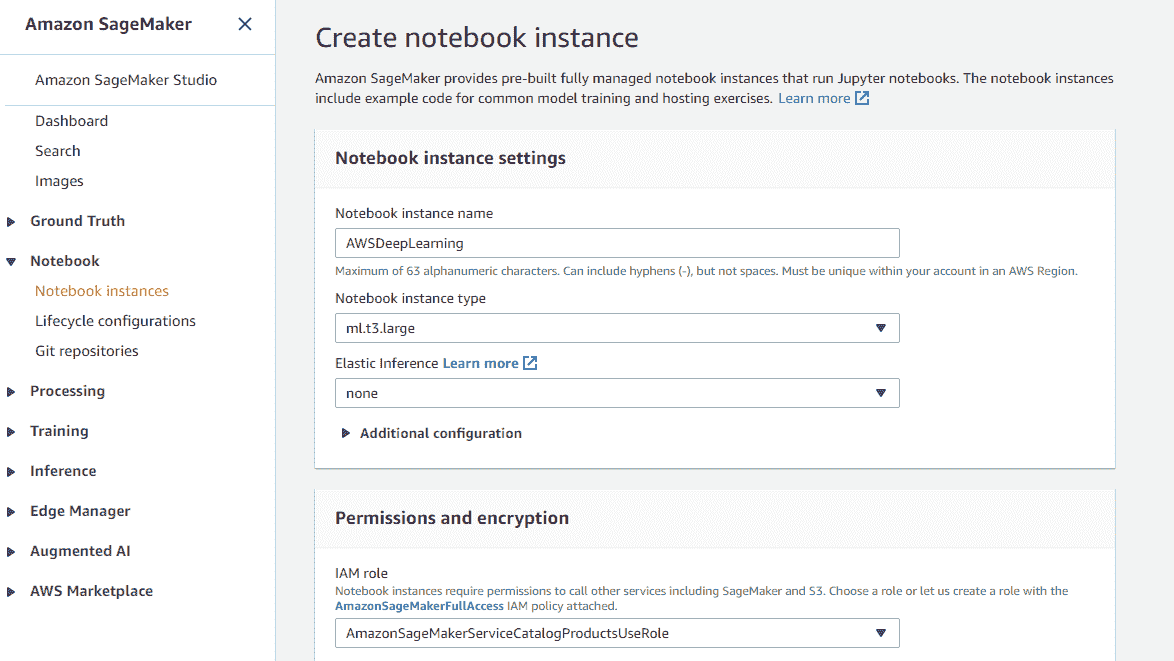 Amazon SageMaker
Amazon SageMaker Studio
Dashboard
Search
Images
Ground Truth
Notebook
Notebook instances
Lifecycle configurations
Git repositories
Processing
Training
Inference
Edge Manager
Augmented AI
AWS Marketplace
Create notebook instance
Amazon SageMaker provides pre-built fully managed notebook instances that run Jupyter notebooks. The notebook instances
include example code for common model training and hosting exercises. Learn more
Notebook instance settings
Notebook instance name
AWSDeepLearning
Maximum of 63 alphanumeric characters. Can include hyphens (-), but not spaces. Must be unique within your account in an AWS Region.
Notebook instance type
ml.t3.large
Elastic Inference Learn more
none
Additional configuration
Permissions and encryption
IAM role
Notebook instances require permissions to call other services including SageMaker and S3. Choose a role or let us create a role with the
AmazonSageMakerFullAccess IAM policy attached.
AmazonSageMakerServiceCatalogProductsUseRole